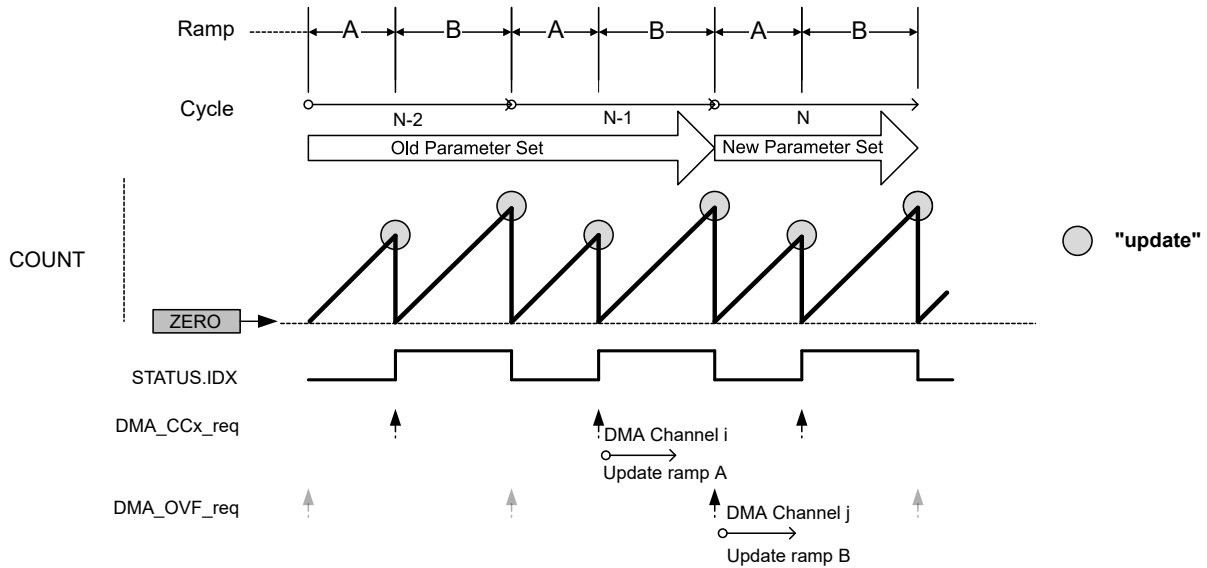 Ramp
A B A B A B
Cycle
N-2 N-1 N
Old Parameter Set New Parameter Set
COUNT
"update"
ZERO
STATUS.IDX
DMA_CCx_req
DMA Channel i
Update ramp A
DMA_OVF_req
DMA Channel j
Update ramp B